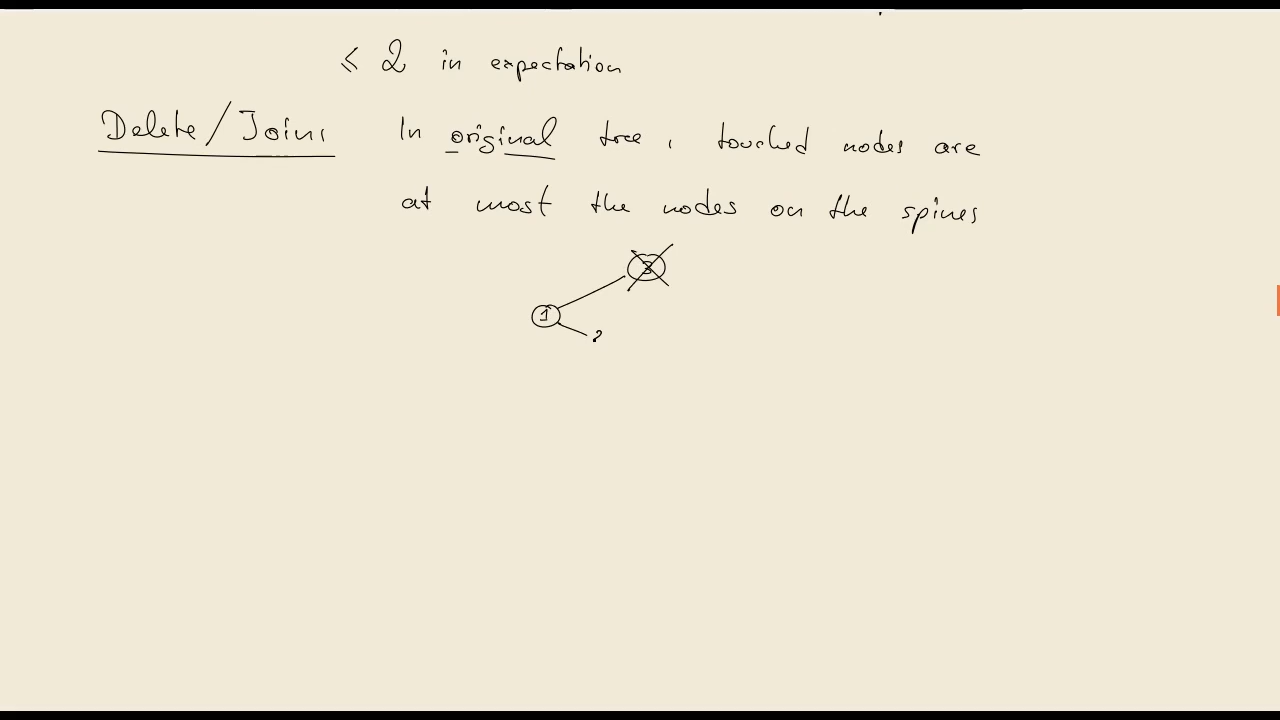 ≤ 2 in expectation
Delete/Join: In original tree, touched nodes are
at most the nodes on the spines
3
1
2